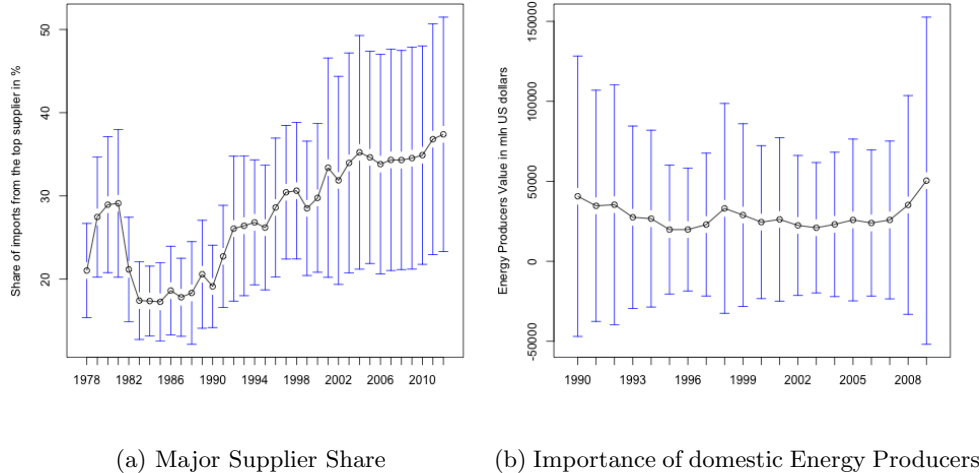 Share of imports from the top supplier in %
50
40
30
20
1978 1982 1986 1990 1994 1998 2002 2006 2010
(a) Major Supplier Share
Energy Producers Value in mln US dollars
150000
100000
50000
0
-50000
1990 1993 1996 1999 2002 2005 2008
(b) Importance of domestic Energy Producers